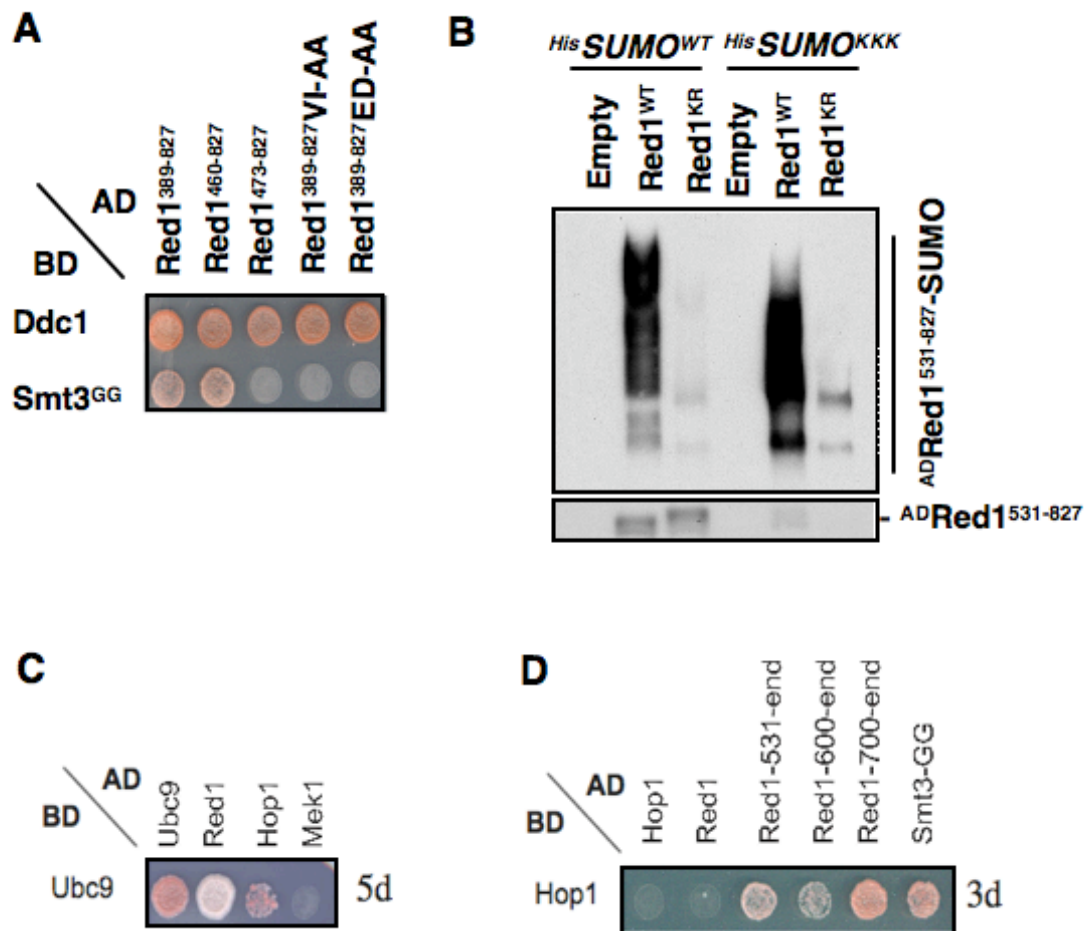 A
AD
BD
Red1389-827
Red1460-827
Red1473-827
Red1389-827VI-AA
Red1389-827ED-AA
Ddc1
Smt3GG
B
HisSUMOWT
HisSUMOKKK
Empty
Red1WT
Red1KR
Empty
Red1WT
Red1KR
ADRed1531-827-SUMO
- ADRed1531-827
C
AD
BD
Ubc9
Red1
Hop1
Mek1
Ubc9
5d
D
AD
BD
Hop1
Red1
Red1-531-end
Red1-600-end
Red1-700-end
Smt3-GG
Hop1
3d